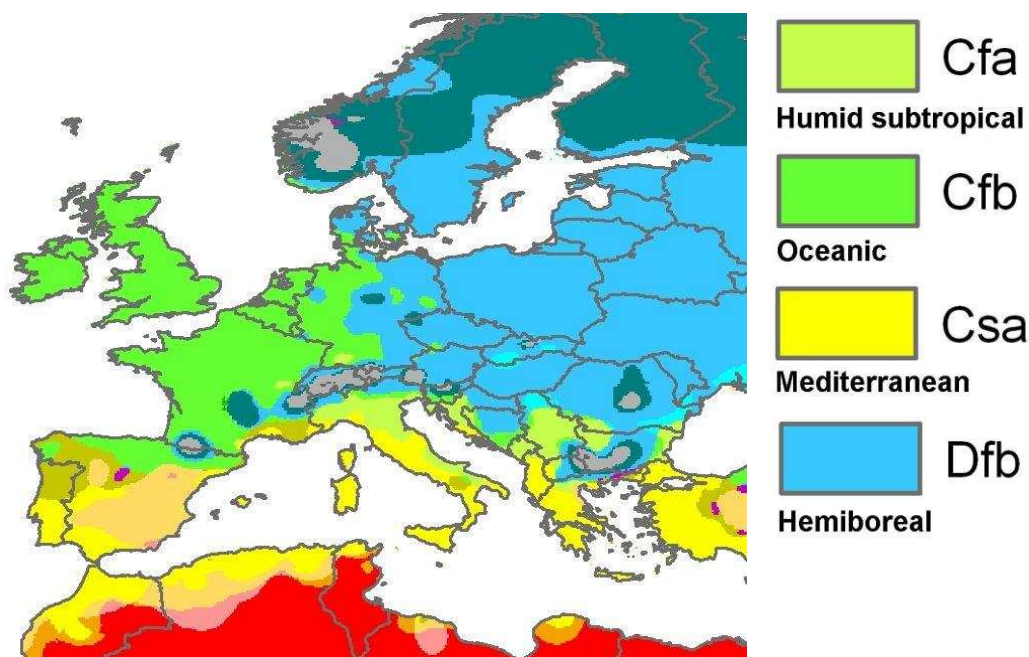 Cfa
Humid subtropical
Cfb
Oceanic
Csa
Mediterranean
Dfb
Hemiboreal